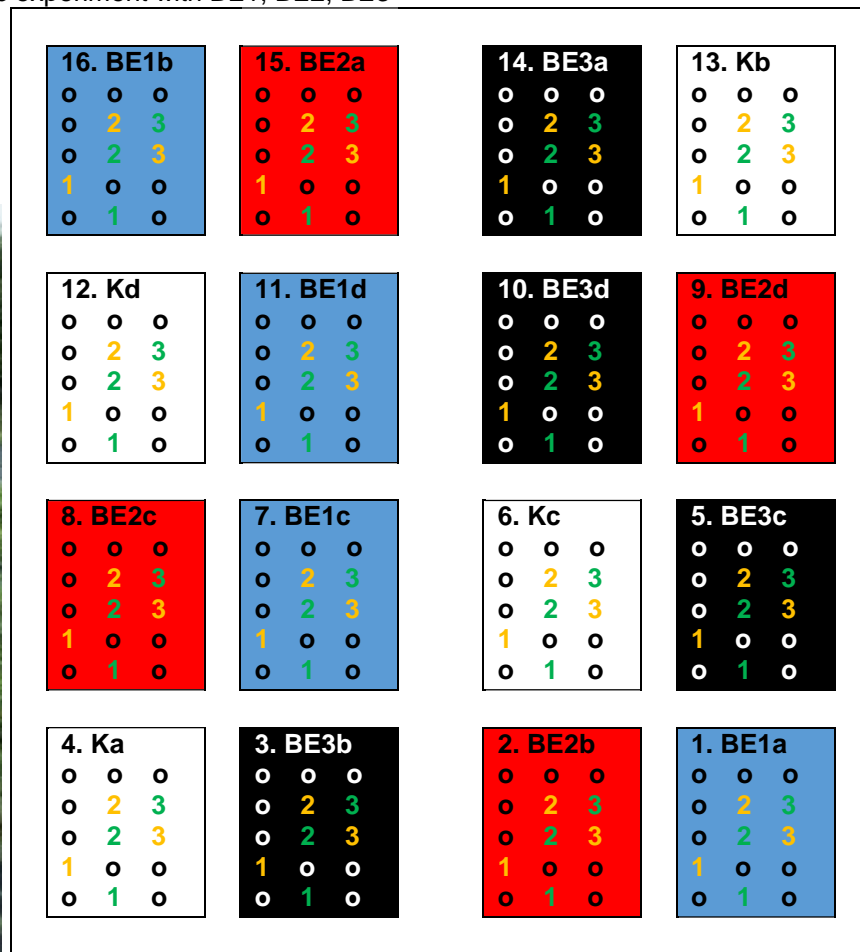 experiment with BE1, BE2, BE3
16. BE1b
o o o
o 2 3
o 2 3
1 o o
o 1 o
15. BE2a
o o o
o 2 3
o 2 3
1 o o
o 1 o
14. BE3a
o o o
o 2 3
o 2 3
1 o o
o 1 o
13. Kb
o o o
o 2 3
o 2 3
1 o o
o 1 o
12. Kd
o o o
o 2 3
o 2 3
1 o o
o 1 o
11. BE1d
o o o
o 2 3
o 2 3
1 o o
o 1 o
10. BE3d
o o o
o 2 3
o 2 3
1 o o
o 1 o
9. BE2d
o o o
o 2 3
o 2 3
1 o o
o 1 o
8. BE2c
o o o
o 2 3
o 2 3
1 o o
o 1 o
7. BE1c
o o o
o 2 3
o 2 3
1 o o
o 1 o
6. Kc
o o o
o 2 3
o 2 3
1 o o
o 1 o
5. BE3c
o o o
o 2 3
o 2 3
1 o o
o 1 o
4. Ka
o o o
o 2 3
o 2 3
1 o o
o 1 o
3. BE3b
o o o
o 2 3
o 2 3
1 o o
o 1 o
2. BE2b
o o o
o 2 3
o 2 3
1 o o
o 1 o
1. BE1a
o o o
o 2 3
o 2 3
1 o o
o 1 o